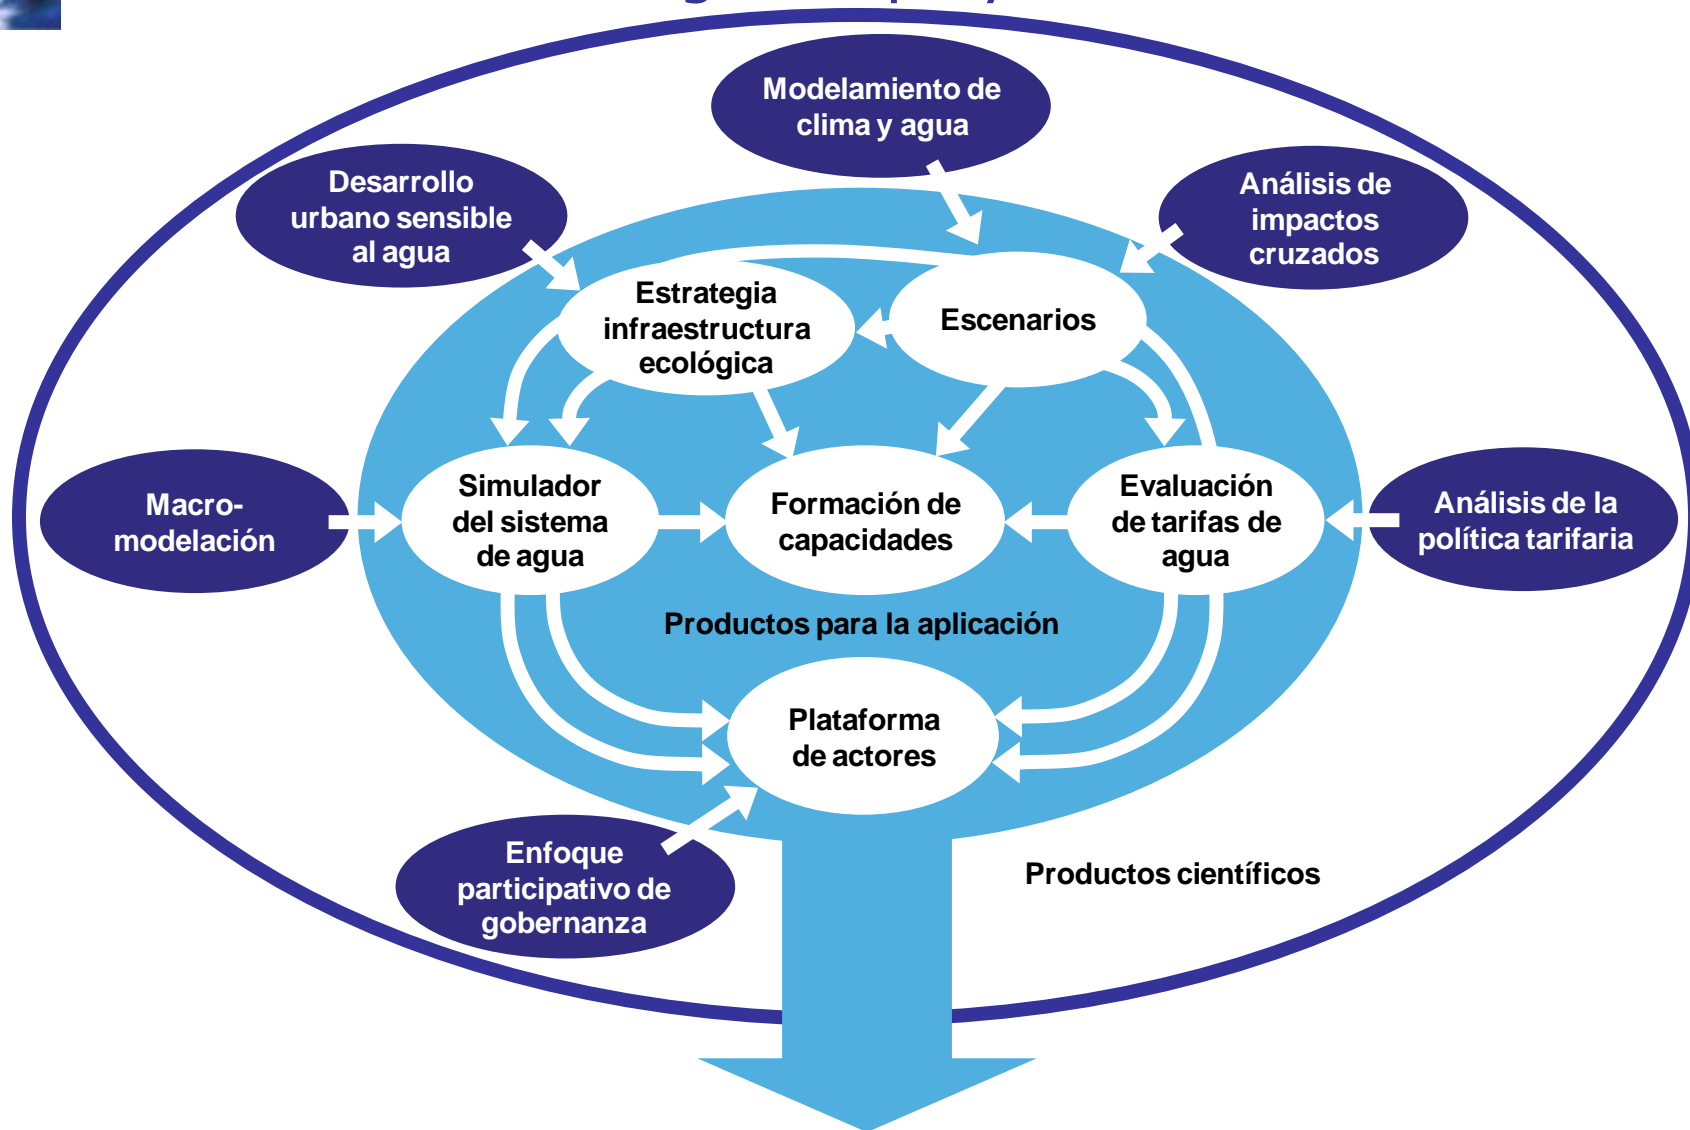 Modelamiento de
clima y agua
Desarrollo
urbano sensible
al agua
Análisis de
impactos
cruzados
Estrategia
infraestructura
ecológica
Escenarios
Macro-
modelación
Simulador
del sistema
de agua
Formación de
capacidades
Evaluación
de tarifas de
agua
Análisis de la
política tarifaria
Productos para la aplicación
Plataforma
de actores
Enfoque
participativo de
gobernanza
Productos científicos